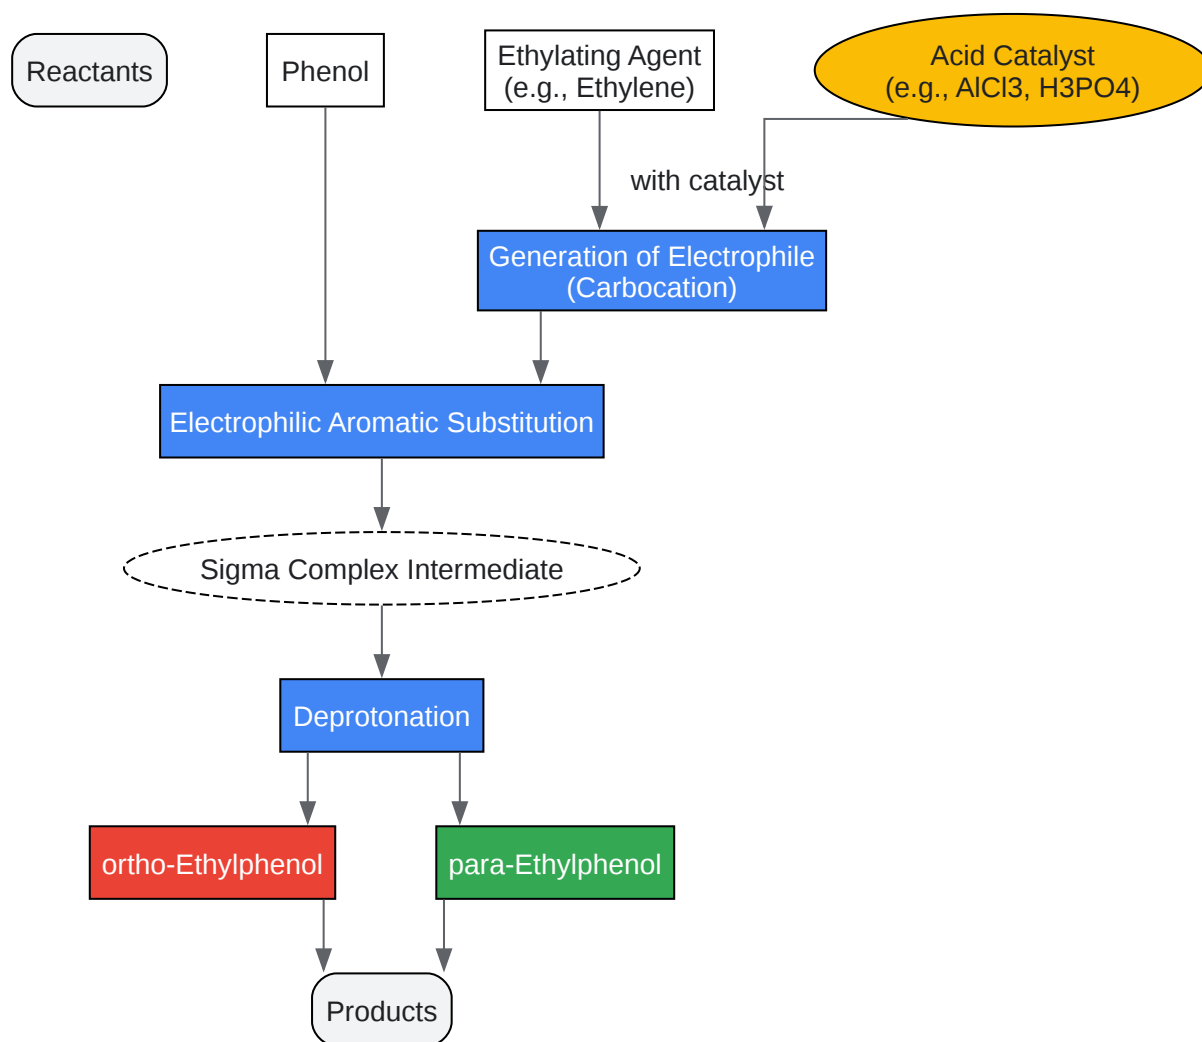 Reactants
Phenol
Ethylating Agent
(e.g., Ethylene)
Acid Catalyst
(e.g., AlCl3, H3PO4)
with catalyst
Generation of Electrophile
(Carbocation)
Electrophilic Aromatic Substitution
Sigma Complex Intermediate
Deprotonation
ortho-Ethylphenol
para-Ethylphenol
Products